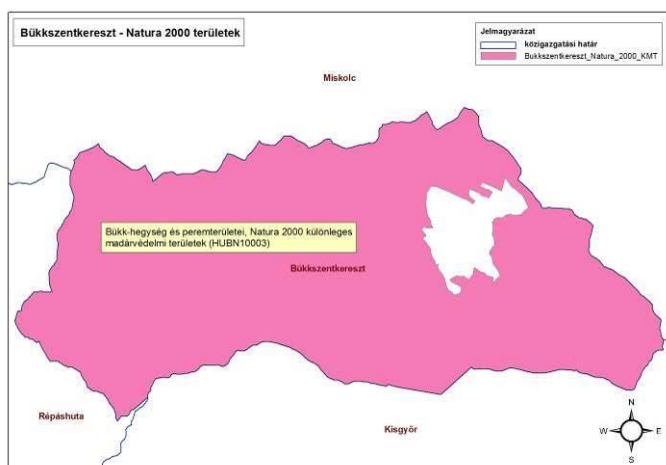 Bükkszentkereszt - Natura 2000 területek
Jelmagyarázat
közigazgatási határ
Bukkszentkereszt_Natura_2000_KMT
Miskolc
Bükk-hegység és peremterületei, Natura 2000 különleges
madárvédelmi területek (HUBN10003)
Bükkszentkereszt
Répáshuta
Kisgyőr
N
W E
S